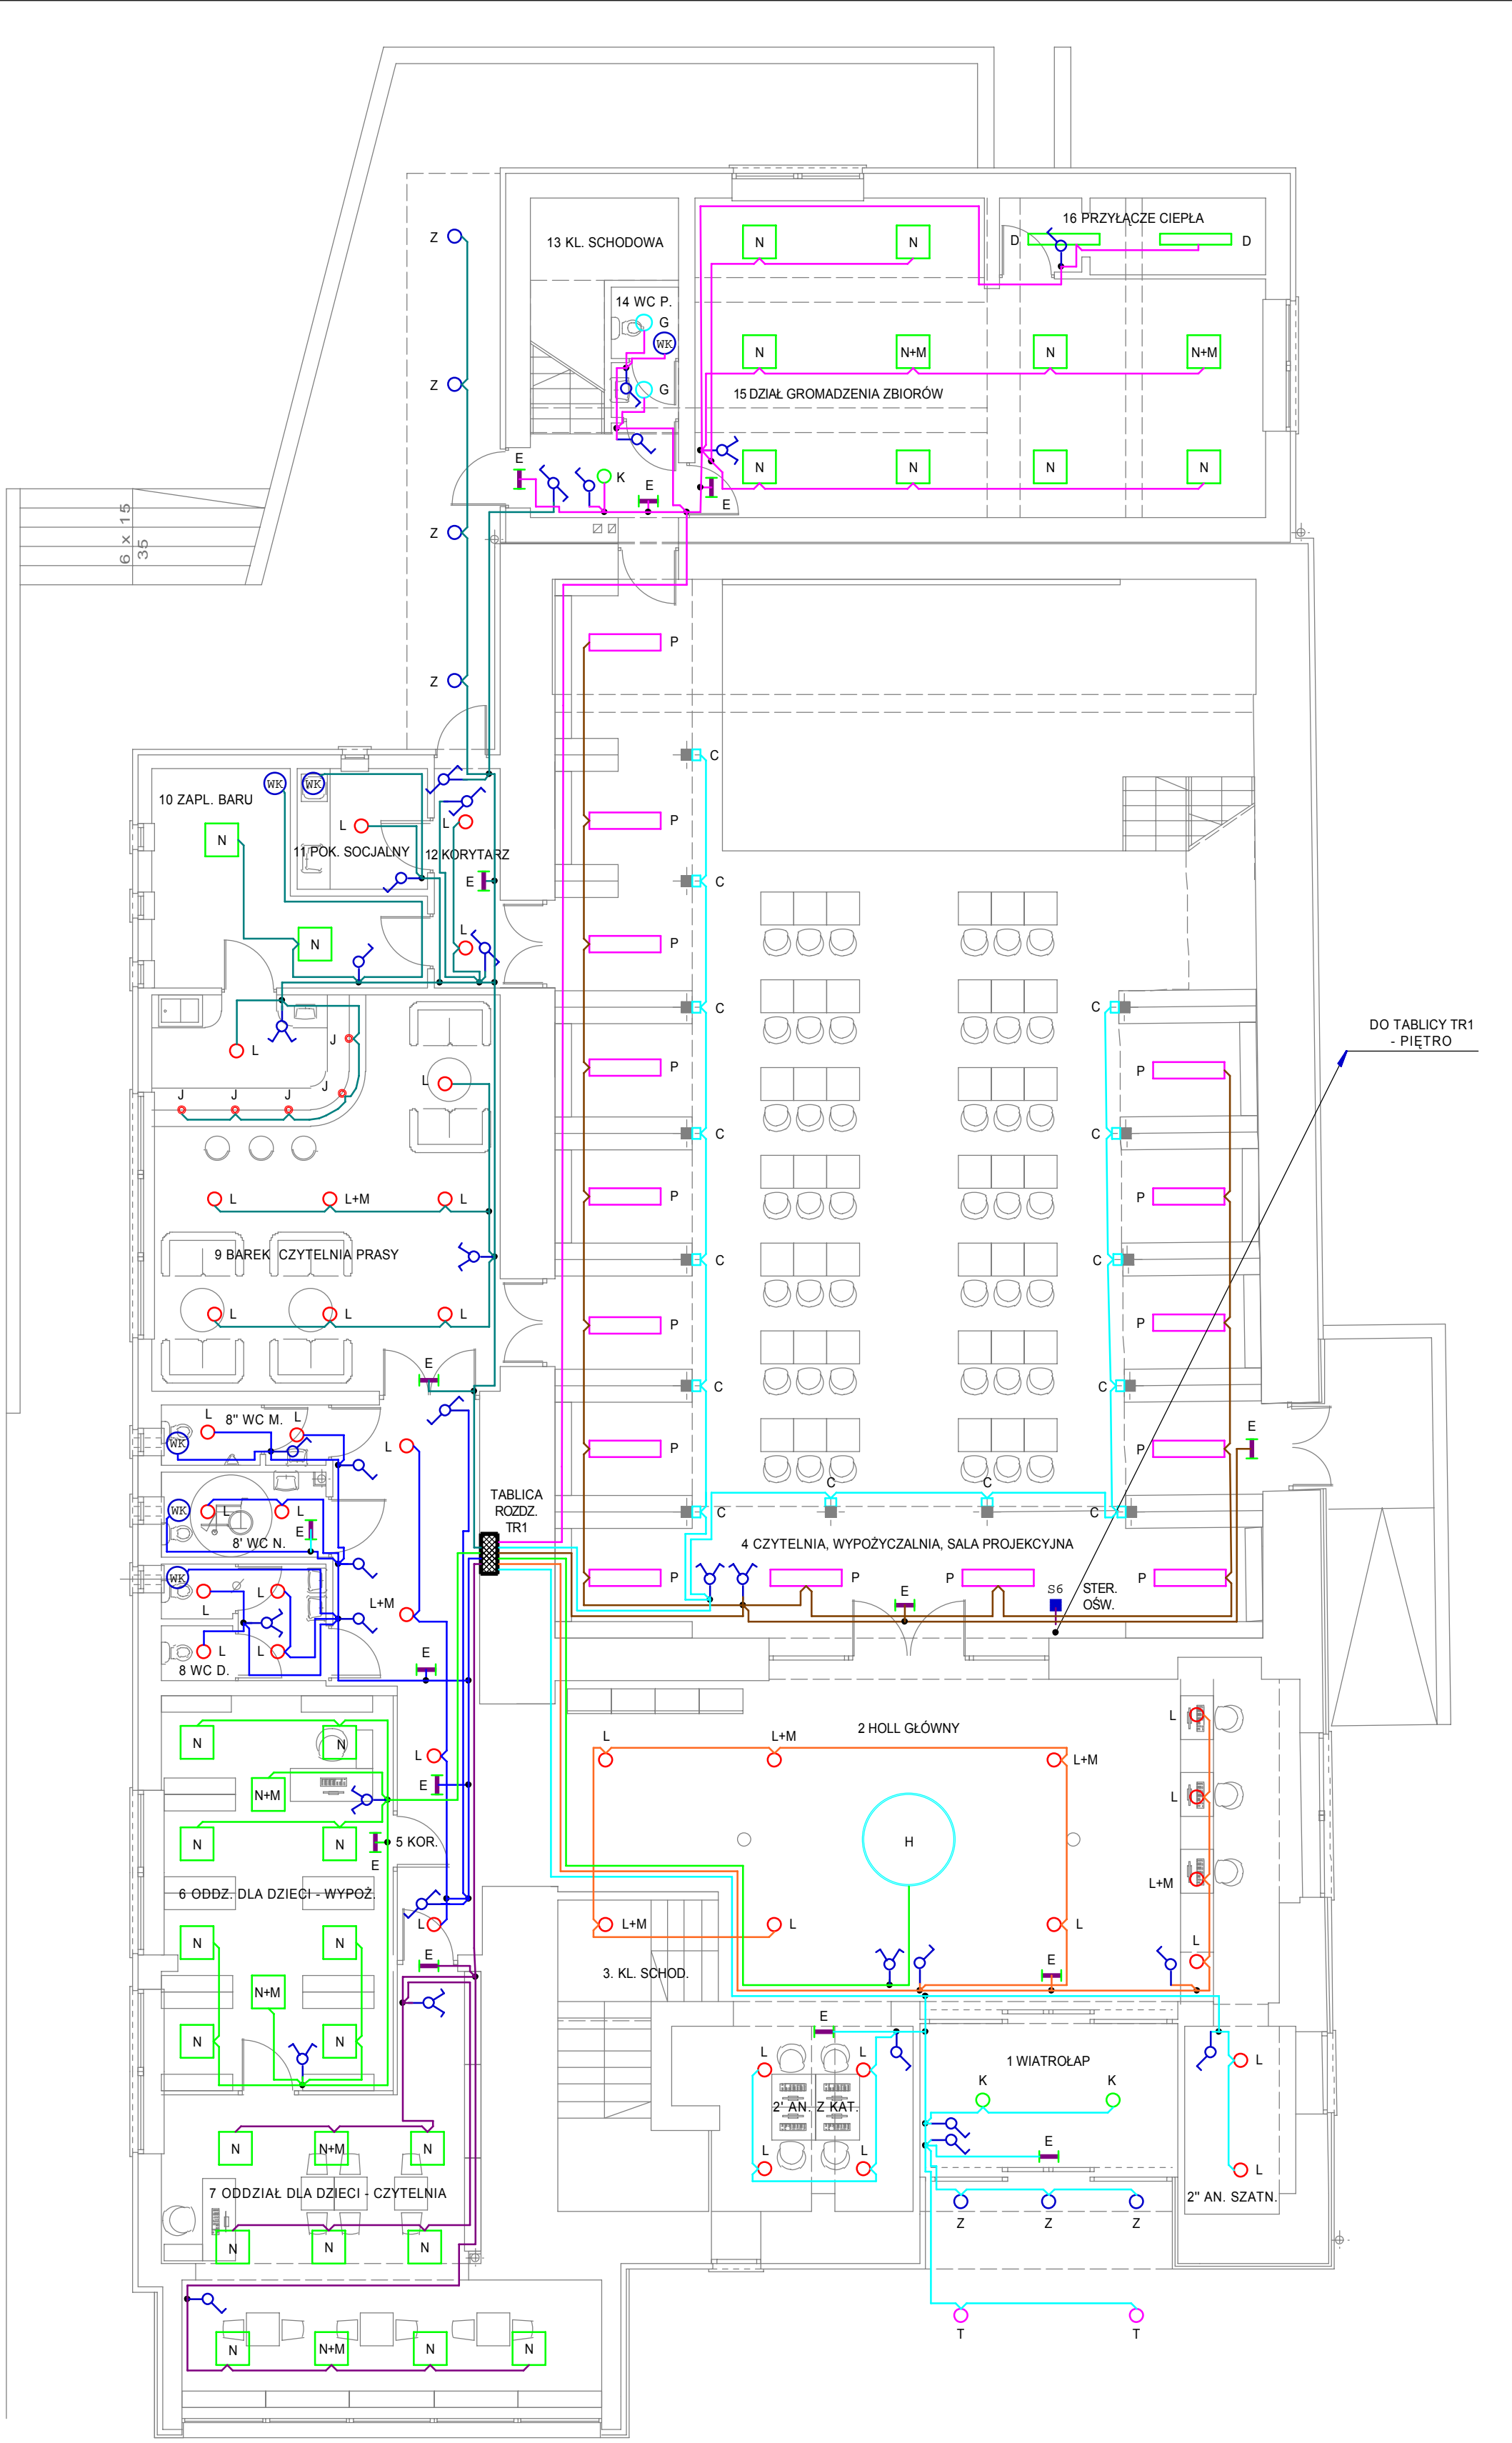 Z
13 KL. SCHODOWA
N
N
16 PRZYŁĄCZE CIEPŁA
D
D
14 WC P.
G
WK
Z
N
N+M
N
N+M
G
15 DZIAŁ GROMADZENIA ZBIORÓW
E
K
E
E
N
N
N
N
6 x 15
35
Z
P
Z
C
10 ZAPL. BARU
WK
WK
N
L
11 POK. SOCJALNY
L
12 KORYTARZ
P
E
C
N
L
P
C
C
DO TABLICY TR1
- PIĘTRO
L
J
J
J
J
J
L
P
P
C
C
L
L+M
L
P
P
9 BAREK CZYTELNIA PRASY
C
C
L
L
L
P
P
E
C
C
L
8" WC M.
L
WK
L
P
P
E
TABLICA
ROZDZ.
TR1
WK
L
L
E
8' WC N.
C
C
C
C
4 CZYTELNIA, WYPOŻYCZALNIA, SALA PROJEKCYJNA
WK
L
L
L+M
P
P
P
P
E
S6
STER.
OŚW.
L
L
8 WC D.
E
N
N
L
L
L+M
2 HOLL GŁÓWNY
L+M
L
N+M
E
L
N
N
5 KOR.
E
H
6 ODDZ. DLA DZIECI - WYPOŻ.
L+M
L
L+M
L
L
N
N
E
3. KL. SCHOD.
E
L
N+M
N
N
E
L
L
1 WIATROŁAP
L
K
K
2' AN. Z KAT.
N
N+M
N
L
L
E
L
7 ODDZIAŁ DLA DZIECI - CZYTELNIA
2" AN. SZATN.
Z
Z
Z
N
N
N
T
T
N
N+M
N
N